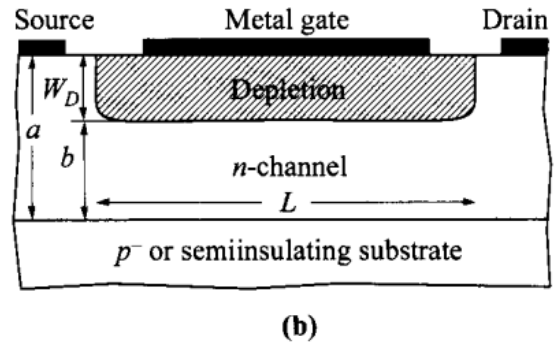 Source Metal gate Drain
W_D Depletion
a
b
n-channel
L
p⁻ or semiinsulating substrate
(b)